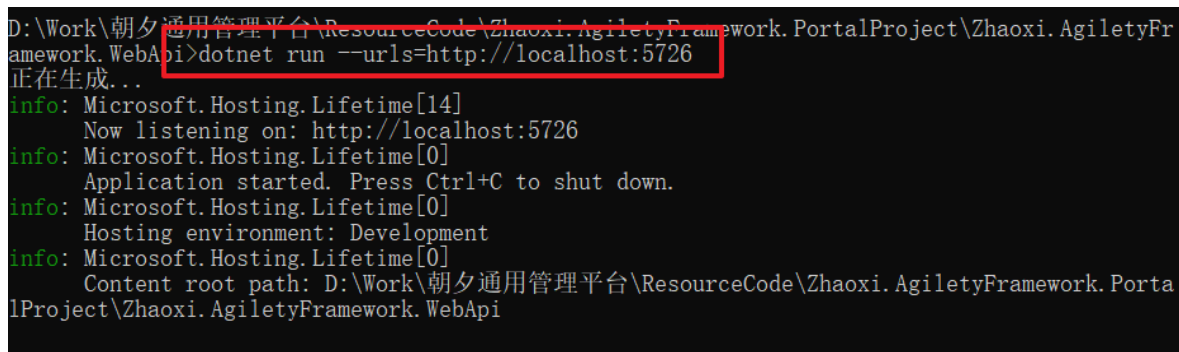 D:\Work\朝夕通用管理平台\ResourceCode\Zhaoxi.AgiletyFramework.PortalProject\Zhaoxi.AgiletyFr
amework.WebApi>dotnet run --urls=http://localhost:5726
正在生成...
info: Microsoft.Hosting.Lifetime[14]
      Now listening on: http://localhost:5726
info: Microsoft.Hosting.Lifetime[0]
      Application started. Press Ctrl+C to shut down.
info: Microsoft.Hosting.Lifetime[0]
      Hosting environment: Development
info: Microsoft.Hosting.Lifetime[0]
      Content root path: D:\Work\朝夕通用管理平台\ResourceCode\Zhaoxi.AgiletyFramework.Porta
lProject\Zhaoxi.AgiletyFramework.WebApi